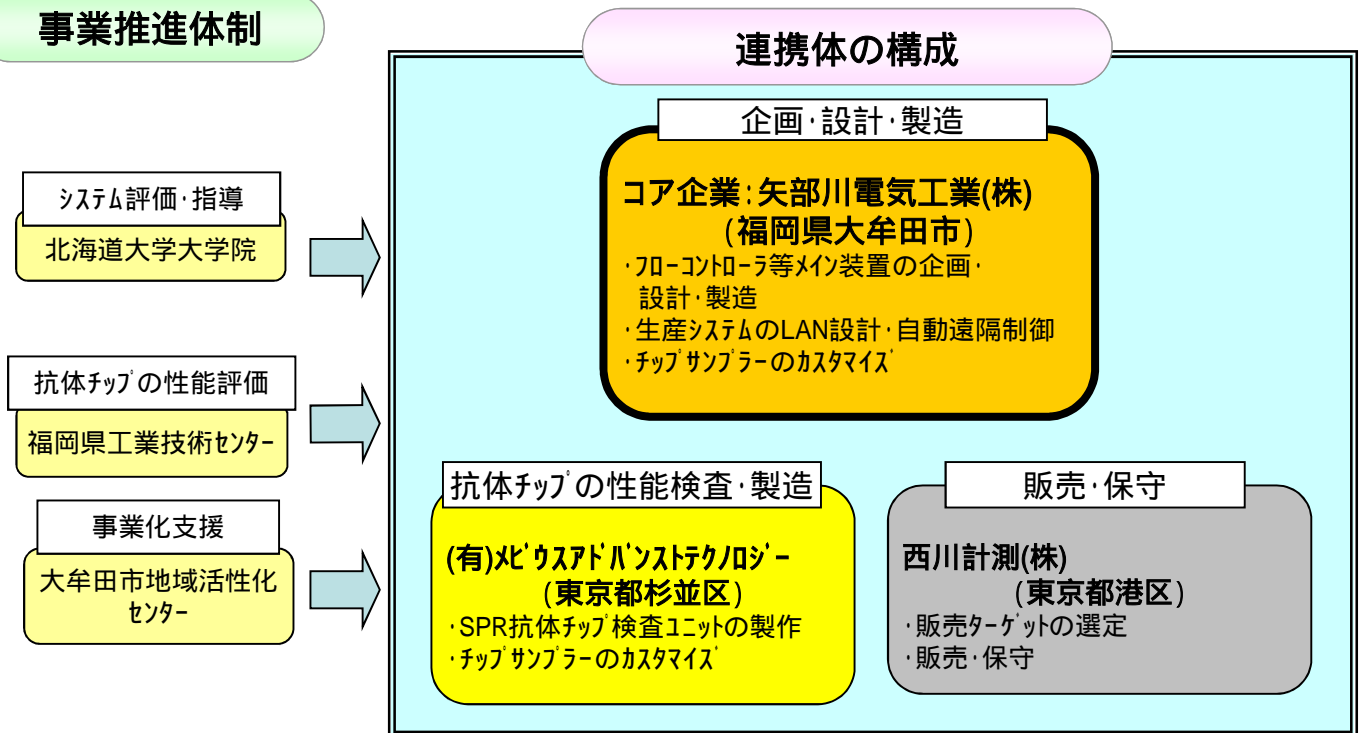 事業推進体制
連携体の構成
企画・設計・製造
コア企業：矢部川電気工業(株)
（福岡県大牟田市）
・ﾌﾛｰｺﾝﾄﾛｰﾗ等ﾒｲﾝ装置の企画・
設計・製造
・生産ｼｽﾃﾑのLAN設計・自動遠隔制御
・ﾁｯﾌﾟｻﾝﾌﾟﾗｰのｶｽﾀﾏｲｽﾞ
ｼｽﾃﾑ評価・指導
北海道大学大学院
抗体ﾁｯﾌﾟの性能評価
福岡県工業技術ｾﾝﾀｰ
事業化支援
大牟田市地域活性化
ｾﾝﾀｰ
抗体ﾁｯﾌﾟの性能検査・製造
(有)ﾒﾋﾞｳｽｱﾄﾞﾊﾞﾝｽﾄﾃｸﾉﾛｼﾞｰ
（東京都杉並区）
・SPR抗体ﾁｯﾌﾟ検査ﾕﾆｯﾄの製作
・ﾁｯﾌﾟｻﾝﾌﾟﾗｰのｶｽﾀﾏｲｽﾞ
販売・保守
西川計測(株)
（東京都港区）
・販売ﾀｰｹﾞｯﾄの選定
・販売・保守